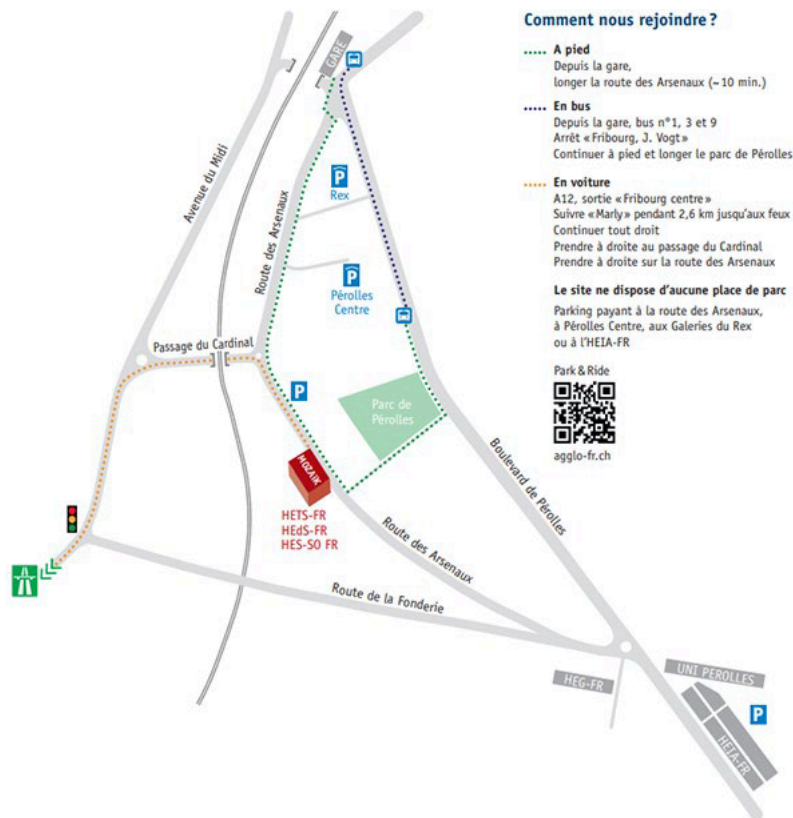 Comment nous rejoindre ?
A pied
Depuis la gare,
longer la route des Arsenaux (~10 min.)
En bus
Depuis la gare, bus n°1, 3 et 9
Arrêt « Fribourg, J. Vogt »
Continuer à pied et longer le parc de Pérolles
En voiture
A12, sortie « Fribourg centre »
Suivre « Marly » pendant 2,6 km jusqu'aux feux
Continuer tout droit
Prendre à droite au passage du Cardinal
Prendre à droite sur la route des Arsenaux
Le site ne dispose d'aucune place de parc
Parking payant à la route des Arsenaux,
à Pérolles Centre, aux Galeries du Rex
ou à l'HEIA-FR
Park & Ride
agglo-fr.ch
GARE
Avenue du Midi
P
Rex
Route des Arsenaux
P
Pérolles
Centre
Passage du Cardinal
P
Parc de
Pérolles
Boulevard de Pérolles
MOZAIK
HETS-FR
HEdS-FR
HES-SO FR
Route des Arsenaux
Route de la Fonderie
HEG-FR
UNI PEROLLES
P
HEIA-FR